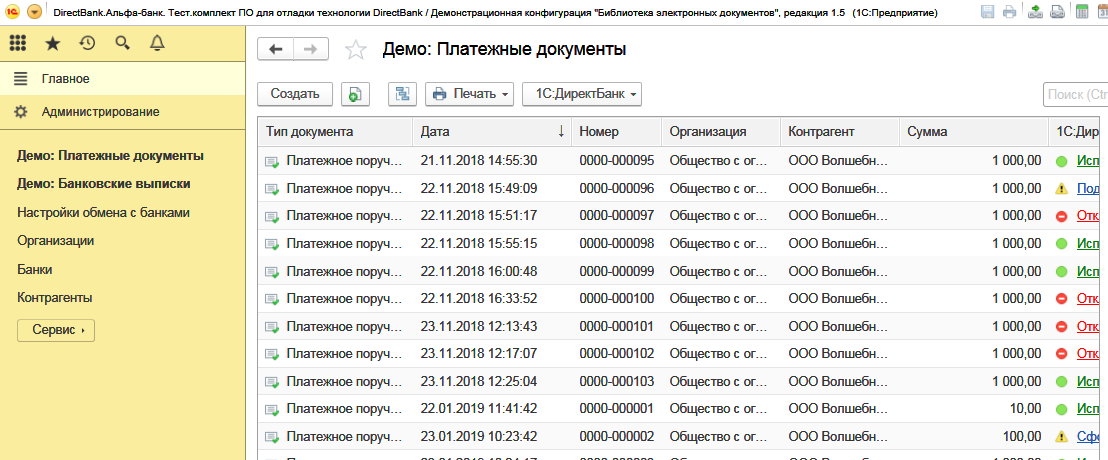 DirectBank.Альфа-банк. Тест.комплект ПО для отладки технологии DirectBank / Демонстрационная конфигурация "Библиотека электронных документов", редакция 1.5 (1С:Предприятие)
Главное
Администрирование
Демо: Платежные документы
Демо: Банковские выписки
Настройки обмена с банками
Организации
Банки
Контрагенты
Сервис
Демо: Платежные документы
Создать Печать 1С:ДиректБанк Поиск (Ctr
Тип документа Дата ↓ Номер Организация Контрагент Сумма 1С:Дир
Платежное поруч... 21.11.2018 14:55:30 0000-000095 Общество с ог... ООО Волшебн... 1 000,00 Исп
Платежное поруч... 22.11.2018 15:49:09 0000-000096 Общество с ог... ООО Волшебн... 1 000,00 Под
Платежное поруч... 22.11.2018 15:51:17 0000-000097 Общество с ог... ООО Волшебн... 1 000,00 Отк
Платежное поруч... 22.11.2018 15:55:15 0000-000098 Общество с ог... ООО Волшебн... 1 000,00 Исп
Платежное поруч... 22.11.2018 16:00:48 0000-000099 Общество с ог... ООО Волшебн... 1 000,00 Исп
Платежное поруч... 22.11.2018 16:33:52 0000-000100 Общество с ог... ООО Волшебн... 1 000,00 Отк
Платежное поруч... 23.11.2018 12:13:43 0000-000101 Общество с ог... ООО Волшебн... 1 000,00 Отк
Платежное поруч... 23.11.2018 12:17:07 0000-000102 Общество с ог... ООО Волшебн... 1 000,00 Отк
Платежное поруч... 23.11.2018 12:25:04 0000-000103 Общество с ог... ООО Волшебн... 1 000,00 Исп
Платежное поруч... 22.01.2019 11:41:42 0000-000001 Общество с ог... ООО Волшебн... 10,00 Исп
Платежное поруч... 23.01.2019 10:23:42 0000-000002 Общество с ог... ООО Волшебн... 100,00 Сфо